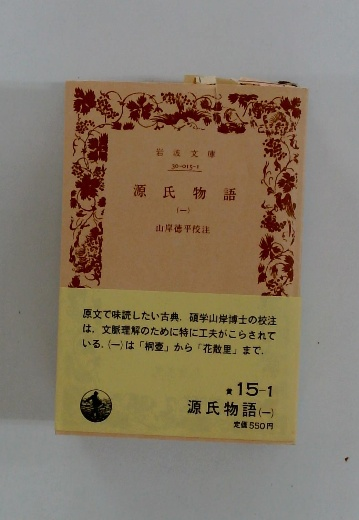 岩波文庫
30-015-1
源氏物語
(一)
山岸徳平校注
原文で味読したい古典．碩学山岸博士の校注
は，文脈理解のために特に工夫がこらされて
いる．(一)は「桐壺」から「花散里」まで．
黄 15-1
源氏物語(一)
定価550円